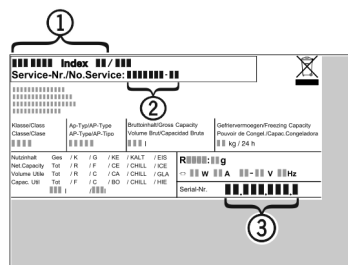 1
Index / 
Service-Nr./No.Service: -
2
Klasse/Class
Classe/Clase
Ap-Typ/AP-Type
AP-Type/AP-Tipo
Bruttoinhalt/Gross Capacity
Volume Brut/Capacidad Bruta
l
Gefriervermoegen/Freezing Capacity
Pouvoir de Congel./Capac.Congeladora
kg / 24 h
Nutzinhalt Ges / K / G / KE / KALT / EIS
Net.Capacity Tot / R / F / CE / CHILL / ICE
Volume Utile Tot / R / C / CA / CHILL / GLA
Capac. Util Tot / F / C / BO / CHILL / HIE
l / l
R : g
W A - V Hz
Serial-Nr.
3